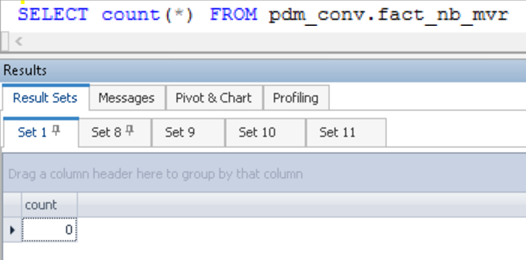 SELECT count(*) FROM pdm_conv.fact_nb_mvr
Results
Result Sets Messages Pivot & Chart Profiling
Set 1 Set 8 Set 9 Set 10 Set 11
Drag a column header here to group by that column
count
0